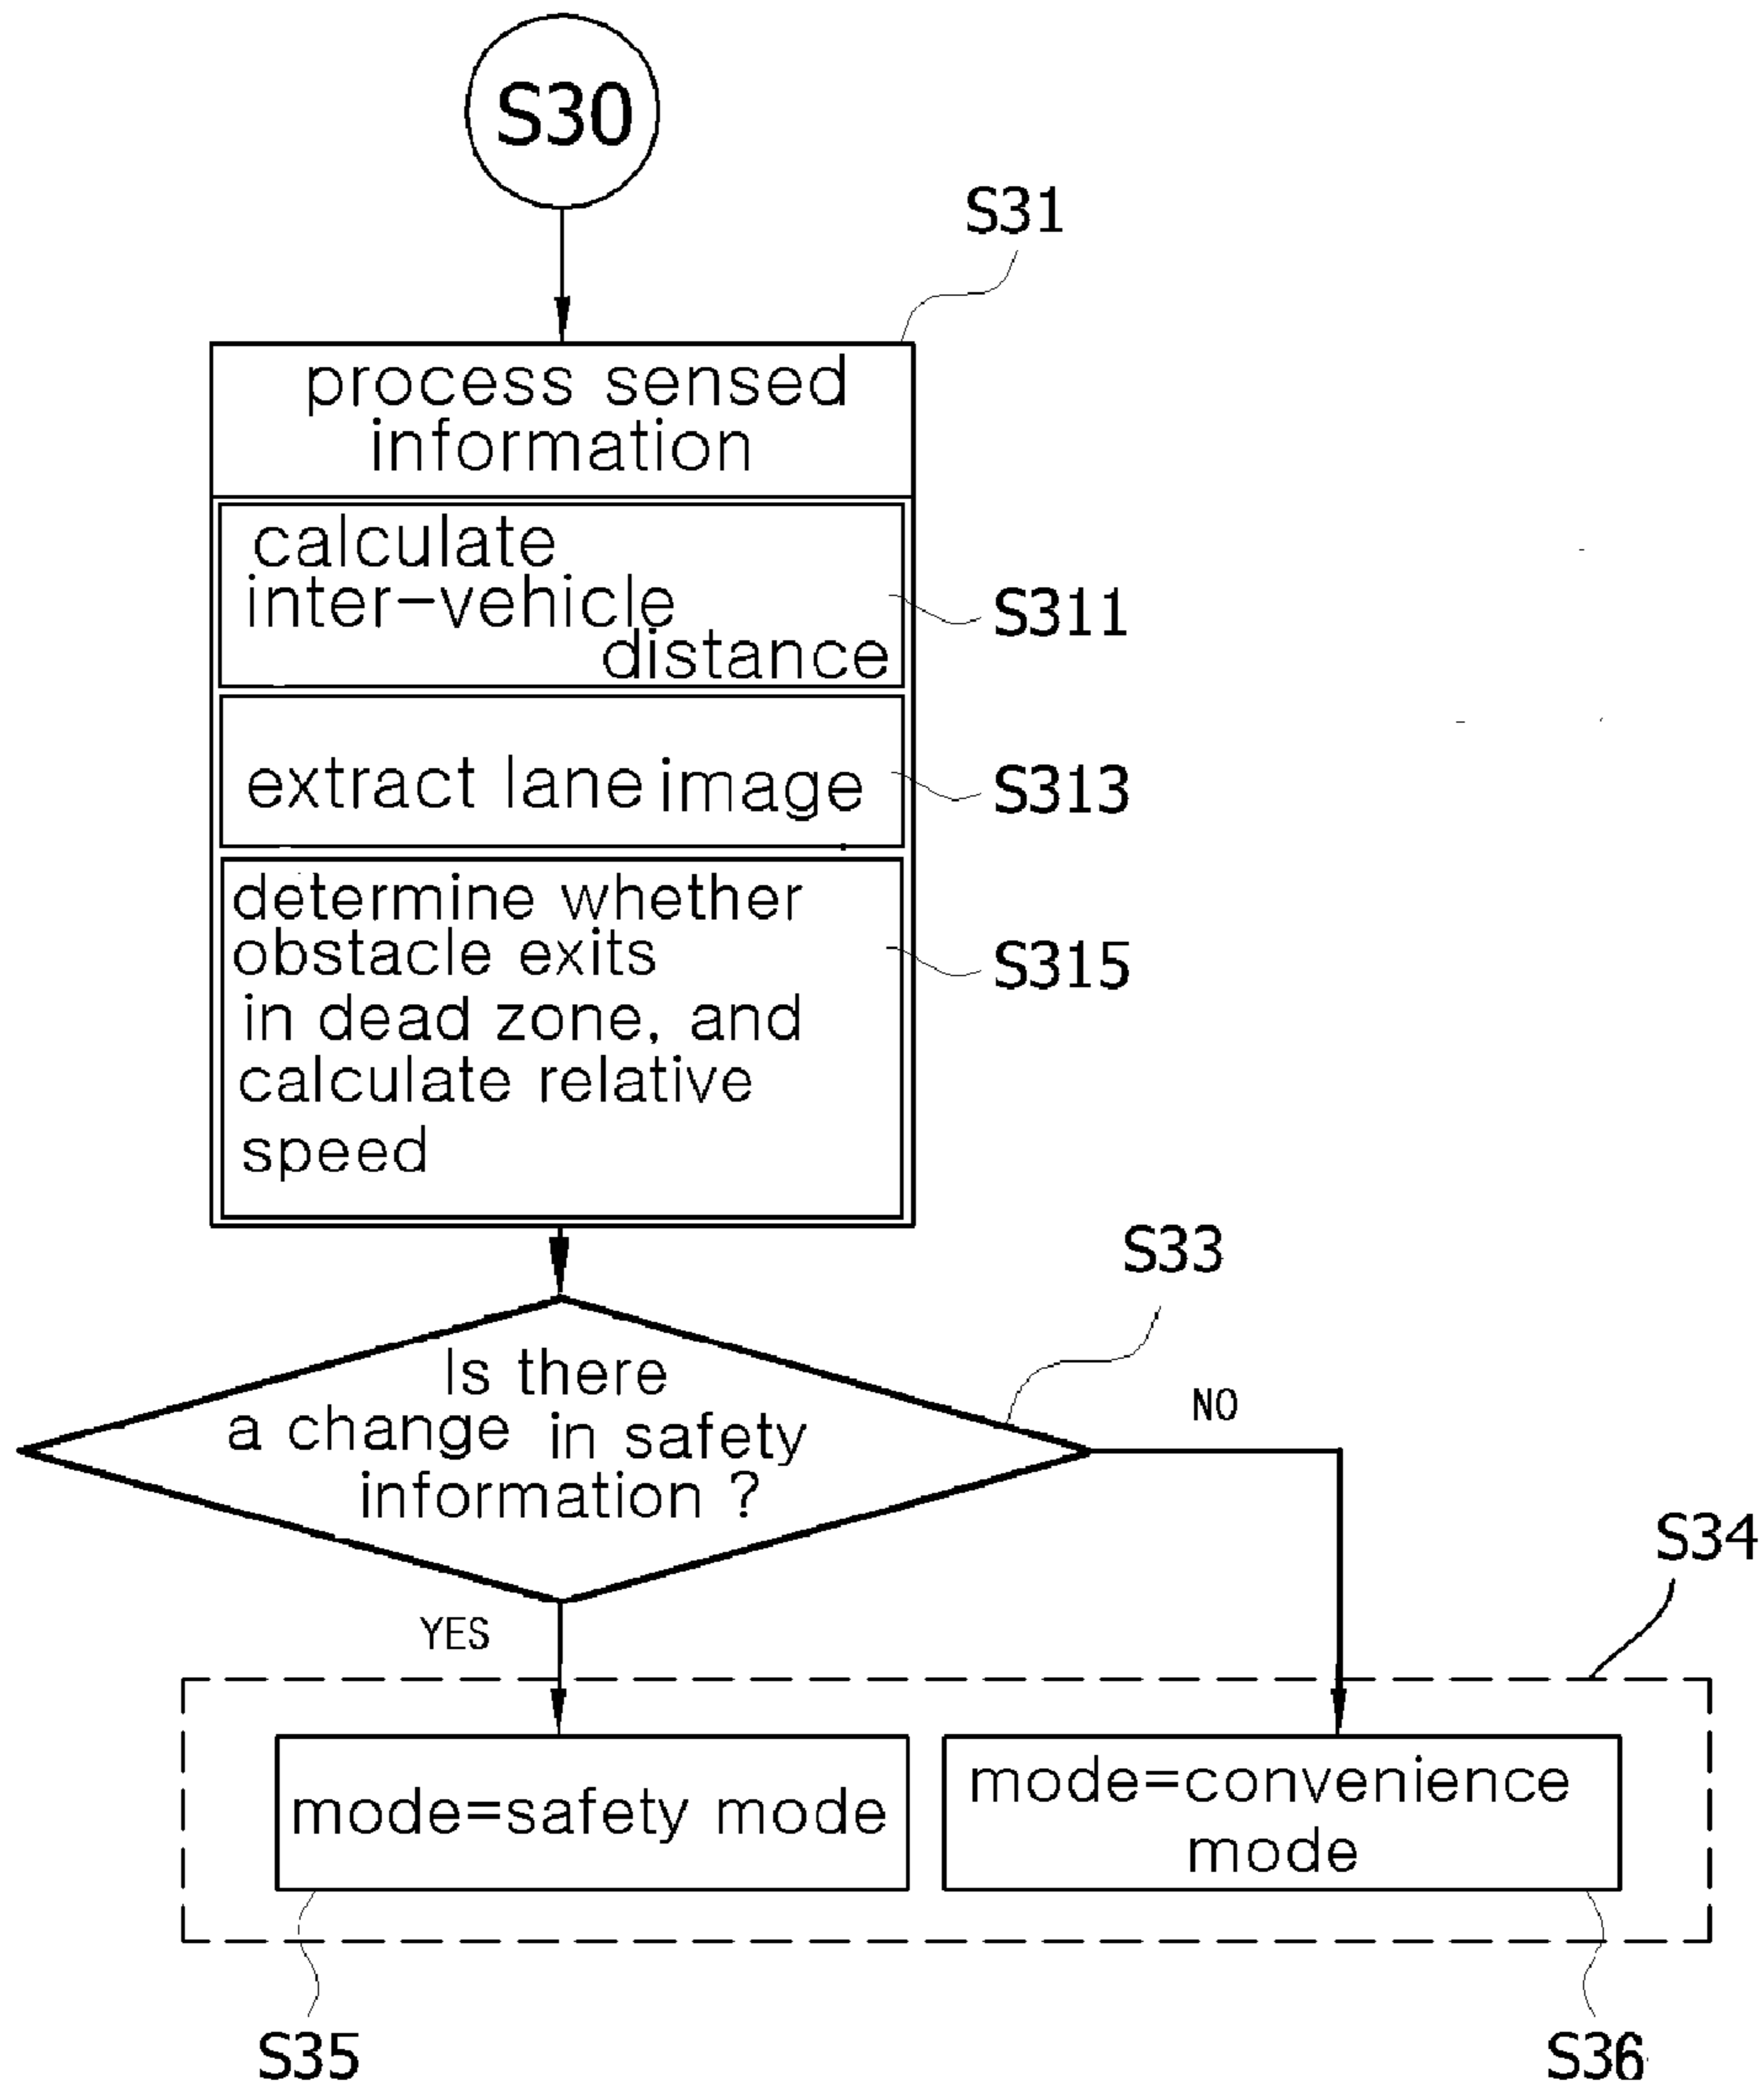 S30
S31
process sensed
information
calculate
inter-vehicle
distance
S311
extract lane image
S313
determine whether
obstacle exits
in dead zone, and
calculate relative
speed
S315
S33
Is there
a change in safety
information ?
NO
YES
S34
mode=safety mode
mode=convenience
mode
S35
S36